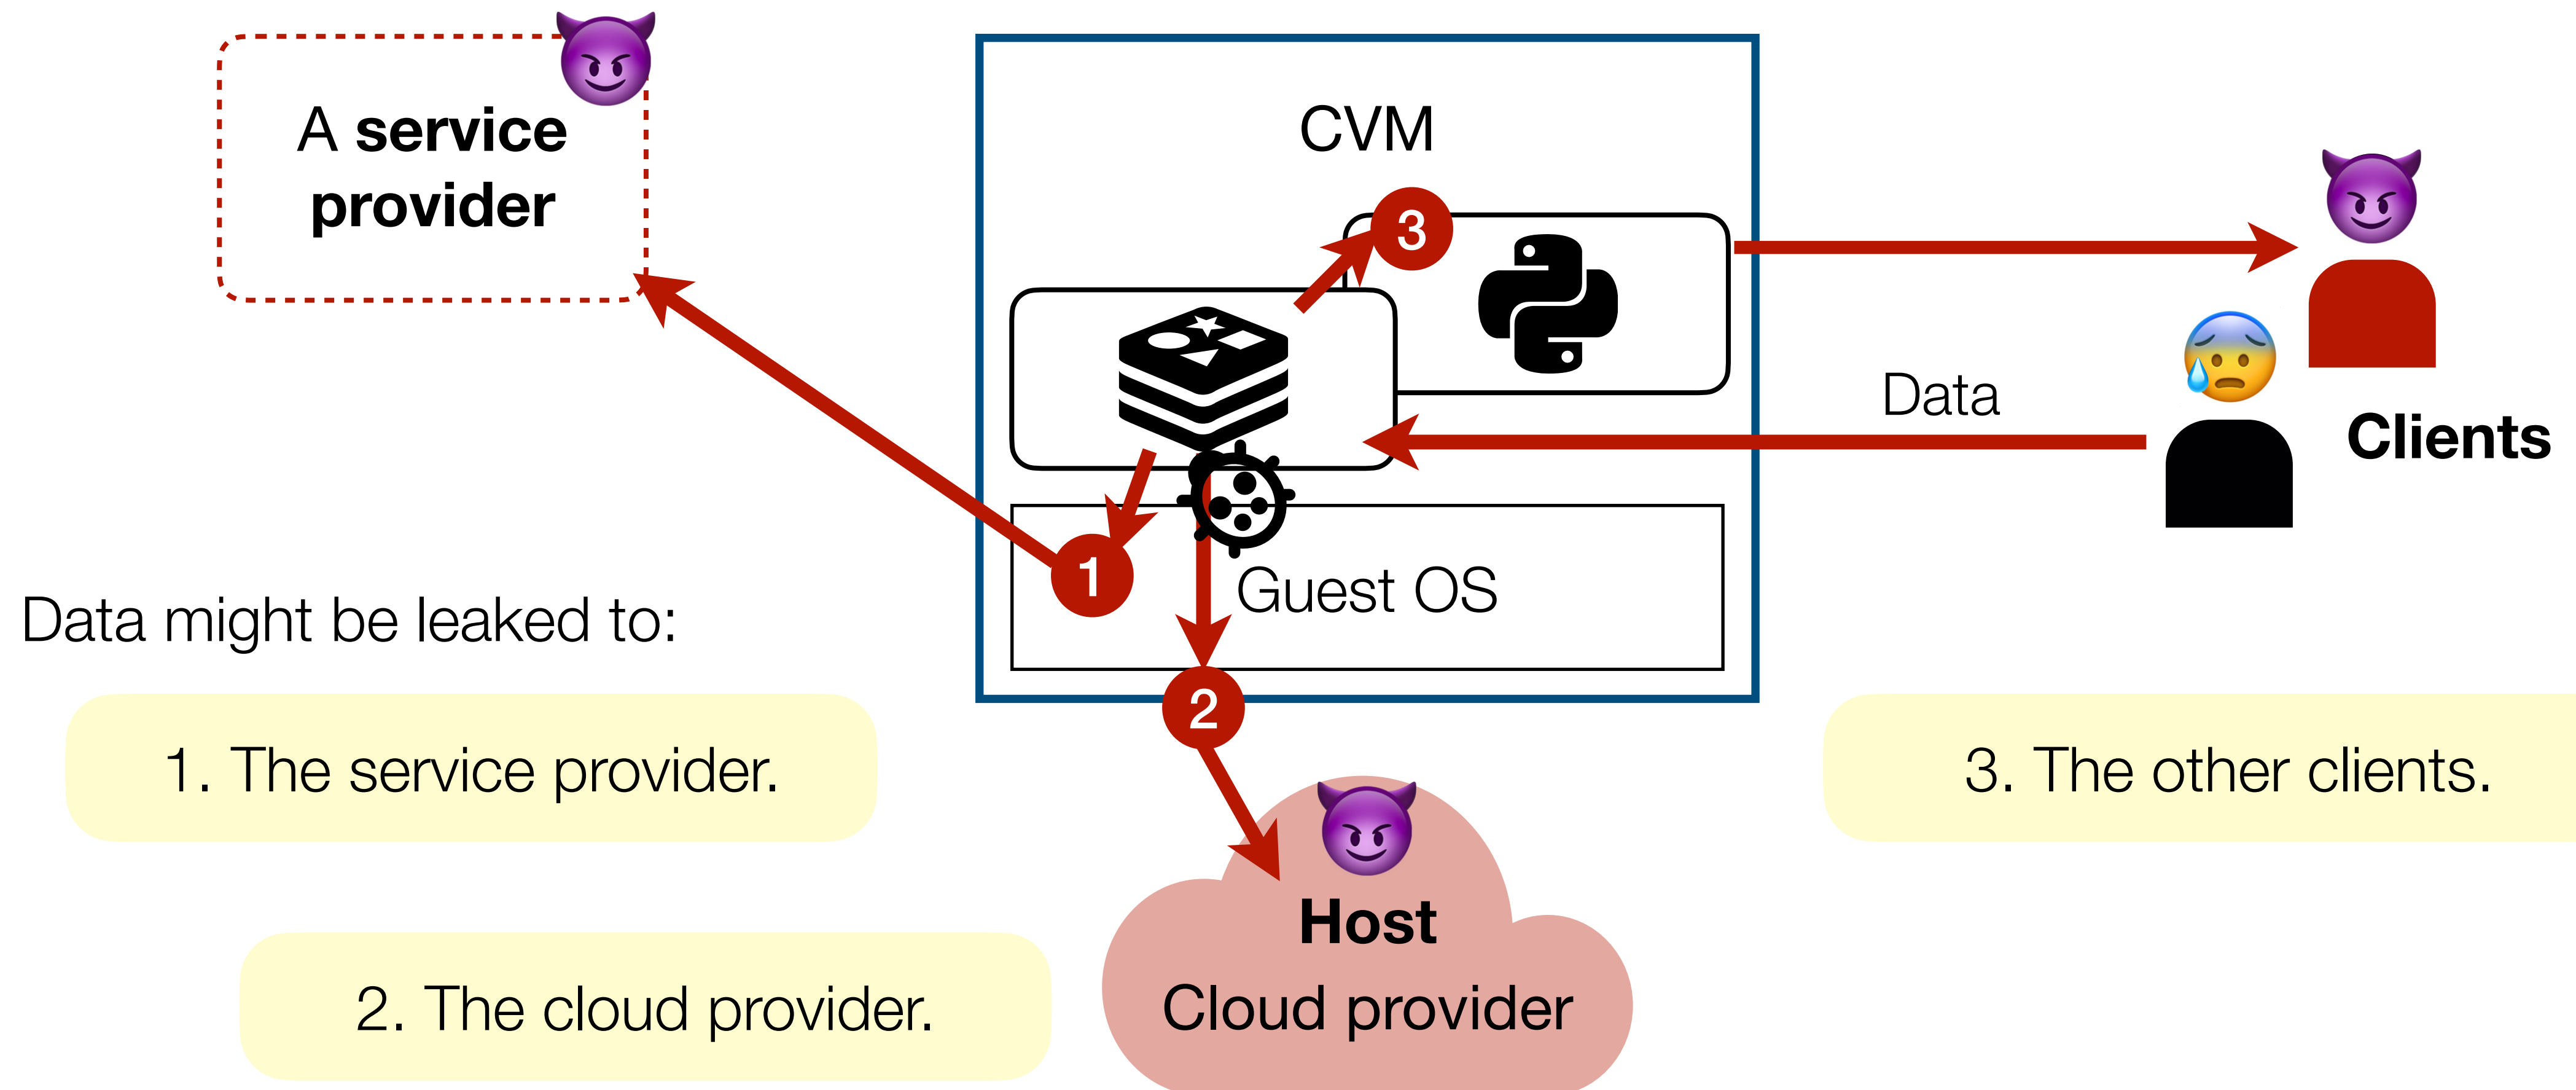 A service
provider
CVM
3
Data
Clients
1
Guest OS
Data might be leaked to:
2
1. The service provider.
3. The other clients.
Host
2. The cloud provider.
Cloud provider